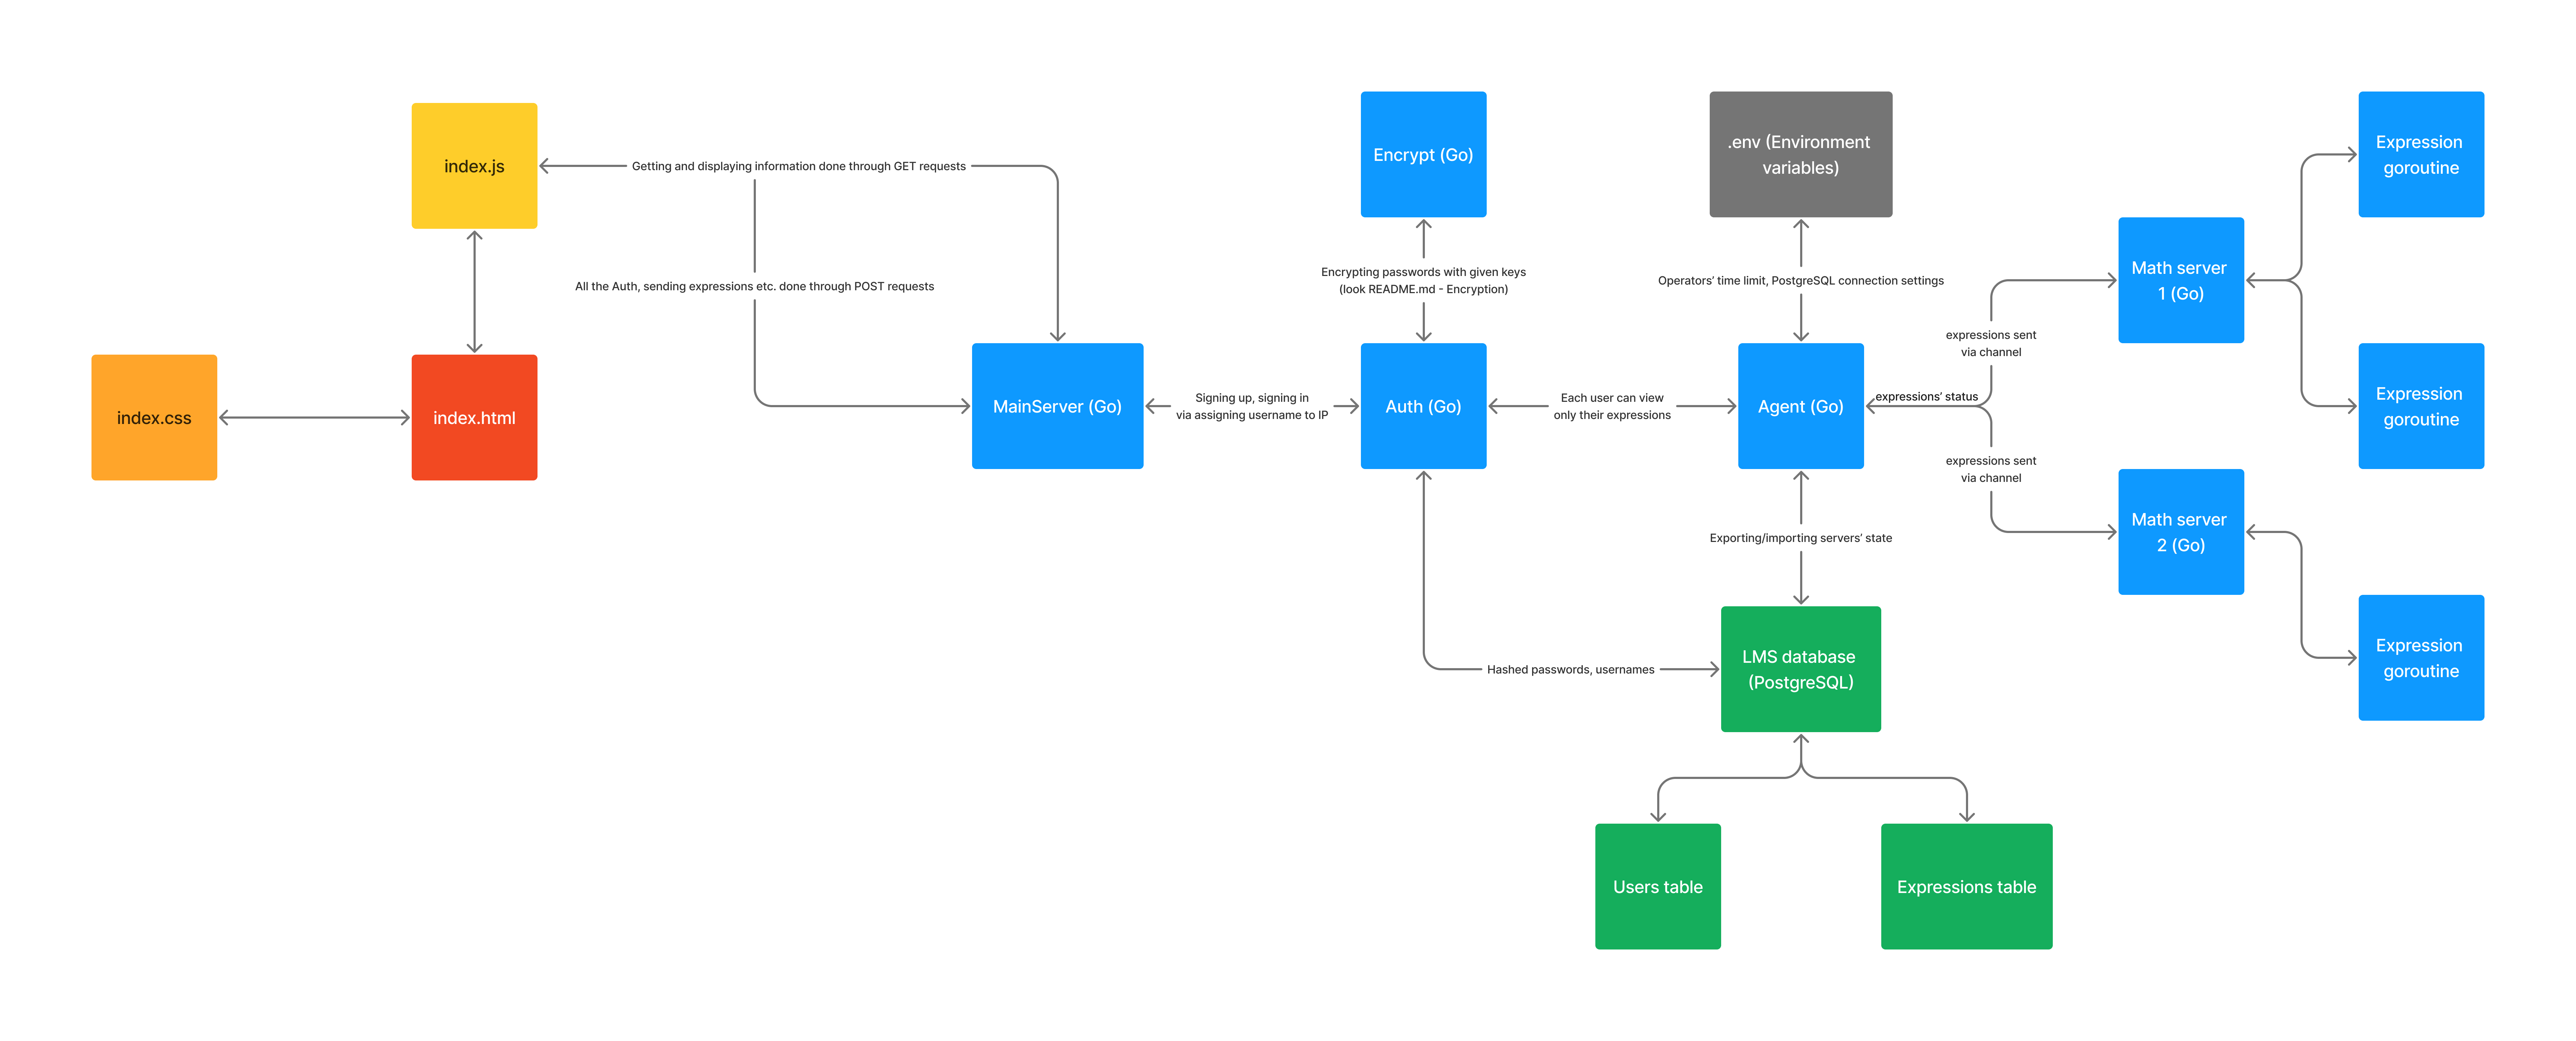 index.js
Getting and displaying information done through GET requests
All the Auth, sending expressions etc. done through POST requests
index.css
index.html
MainServer (Go)
Signing up, signing in
via assigning username to IP
Encrypt (Go)
Encrypting passwords with given keys
(look README.md - Encryption)
Auth (Go)
Each user can view
only their expressions
.env (Environment
variables)
Operators’ time limit, PostgreSQL connection settings
Agent (Go)
expressions’ status
expressions sent
via channel
expressions sent
via channel
Math server
1 (Go)
Math server
2 (Go)
Expression
goroutine
Expression
goroutine
Expression
goroutine
Exporting/importing servers’ state
Hashed passwords, usernames
LMS database
(PostgreSQL)
Users table
Expressions table